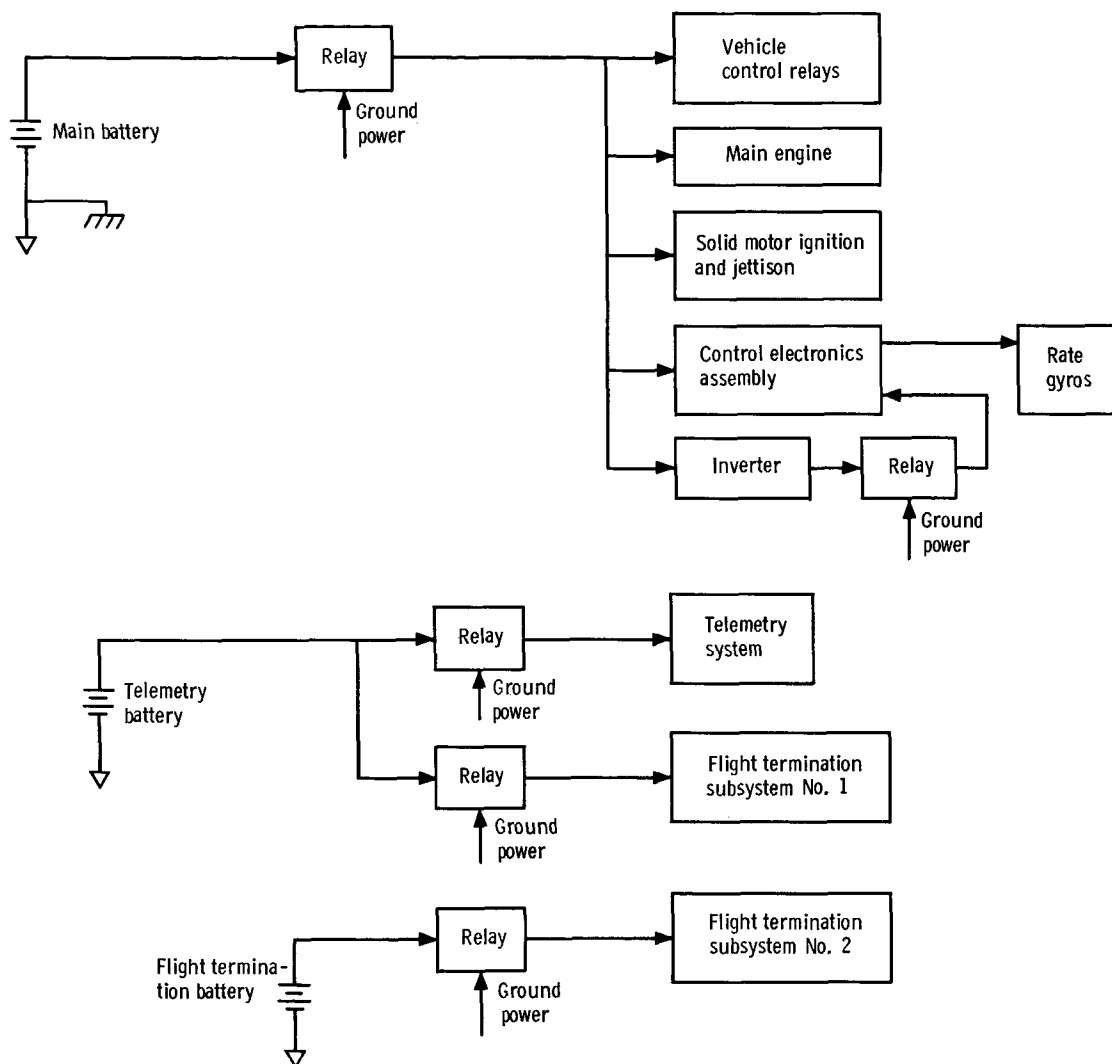 Relay
Vehicle
control relays
Ground
power
Main battery
Main engine
Solid motor ignition
and jettison
Control electronics
assembly
Rate
gyros
Inverter
Relay
Ground
power
Relay
Telemetry
system
Telemetry
battery
Ground
power
Relay
Flight termination
subsystem No. 1
Ground
power
Relay
Flight termination
subsystem No. 2
Flight termina-
tion battery
Ground
power